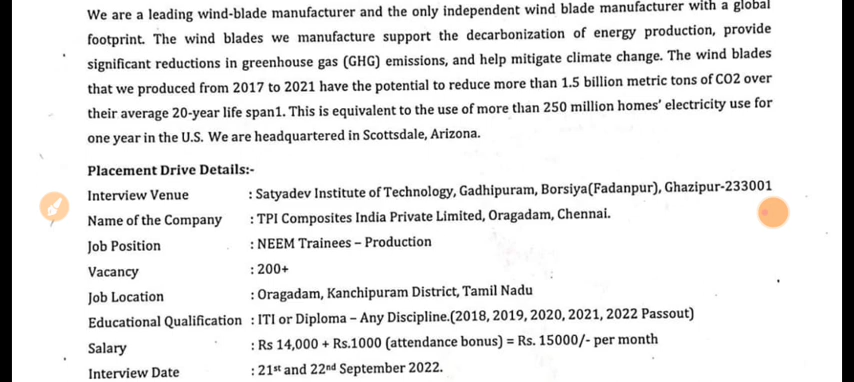 We are a leading wind-blade manufacturer and the only independent wind blade manufacturer with a global
footprint. The wind blades we manufacture support the decarbonization of energy production, provide
significant reductions in greenhouse gas (GHG) emissions, and help mitigate climate change. The wind blades
that we produced from 2017 to 2021 have the potential to reduce more than 1.5 billion metric tons of CO2 over
their average 20-year life span1. This is equivalent to the use of more than 250 million homes' electricity use for
one year in the U.S. We are headquartered in Scottsdale, Arizona.
Placement Drive Details:-
Interview Venue : Satyadev Institute of Technology, Gadhipuram, Borsiya(Fadanpur), Ghazipur-233001
Name of the Company : TPI Composites India Private Limited, Oragadam, Chennai.
Job Position : NEEM Trainees – Production
Vacancy : 200+
Job Location : Oragadam, Kanchipuram District, Tamil Nadu
Educational Qualification : ITI or Diploma – Any Discipline.(2018, 2019, 2020, 2021, 2022 Passout)
Salary : Rs 14,000 + Rs.1000 (attendance bonus) = Rs. 15000/- per month
Interview Date : 21st and 22nd September 2022.